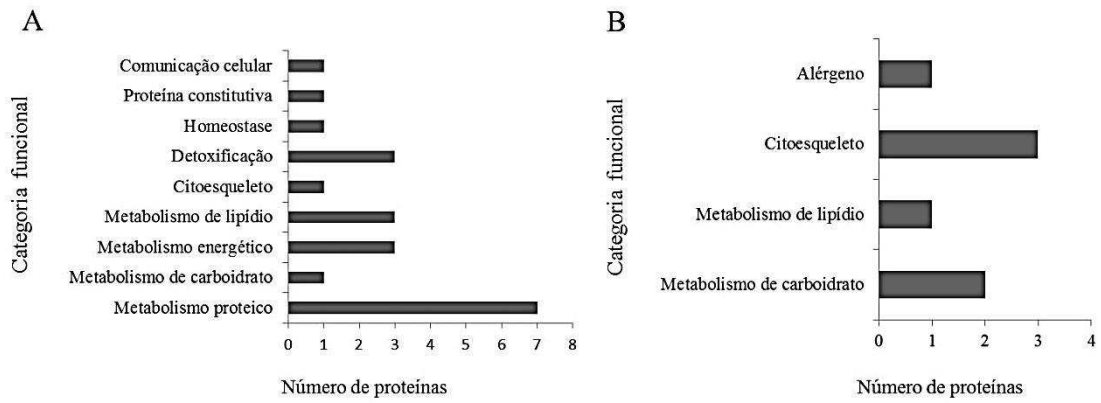 A
Categoria funcional
Comunicação celular
Proteína constitutiva
Homeostase
Detoxificação
Citoesqueleto
Metabolismo de lipídio
Metabolismo energético
Metabolismo de carboidrato
Metabolismo proteico
0 1 2 3 4 5 6 7 8
Número de proteínas
B
Categoria funcional
Alérgeno
Citoesqueleto
Metabolismo de lipídio
Metabolismo de carboidrato
0 1 2 3 4
Número de proteínas